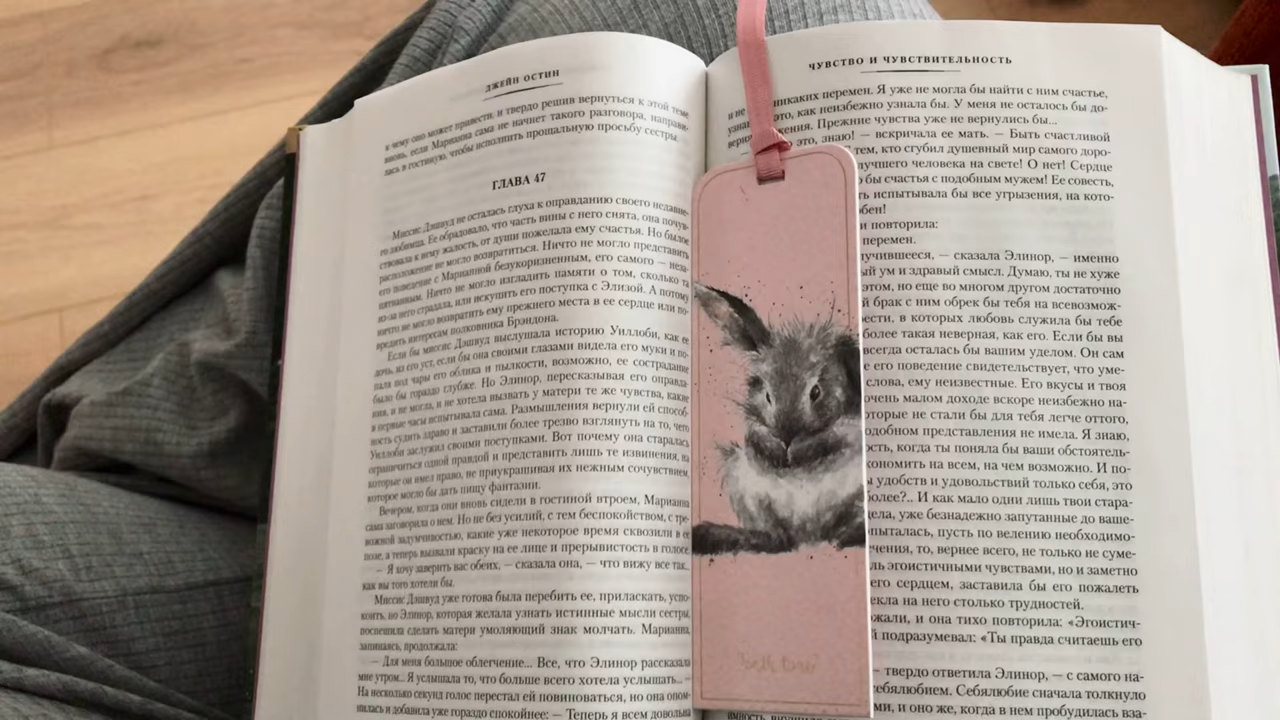 ДЖЕЙН ОСТИН
к чему оно может привести, и твердо решив вернуться к этой теме
вновь, если Марианна сама не начнет такого разговора, направи-
лась в гостиную, чтобы исполнить прощальную просьбу сестры.
ГЛАВА 47
Миссис Дэшвуд не осталась глуха к оправданию своего недавне-
го любимца. Ее обрадовало, что часть вины с него снята, она почув-
ствовала к нему жалость, от души пожелала ему счастья. Но былое
расположение не могло возвратиться. Ничто не могло представить
его поведение с Марианной безукоризненным, его самого — неза-
пятнанным. Ничто не могло изгладить памяти о том, сколько та
из-за него страдала, или искупить его поступка с Элизой. А потому
ничто не могло возвратить ему прежнего места в ее сердце или по-
вредить интересам полковника Брэндона.
Если бы миссис Дэшвуд выслушала историю Уиллоби, как ее
дочь, из его уст, если бы она своими глазами видела его муки и по-
пала под чары его облика и пылкости, возможно, ее сострадание
было бы гораздо глубже. Но Элинор, пересказывая его оправда-
ния, и не могла, и не хотела вызвать у матери те же чувства, какие
в первые часы испытывала сама. Размышления вернули ей способ-
ность судить здраво и заставили более трезво взглянуть на то, чего
Уиллоби заслужил своими поступками. Вот почему она старалась
ограничиться одной правдой и представить лишь те извинения, на
которые он имел право, не приукрашивая их нежным сочувствием,
которое могло бы дать пищу фантазии.
Вечером, когда они вновь сидели в гостиной втроем, Марианна
сама заговорила о нем. Но не без усилий, с тем беспокойством, с тре-
вожной задумчивостью, какие уже некоторое время сквозили в ее
позе, а теперь вызвали краску на ее лице и прерывистость в голосе.
— Я хочу заверить вас обеих, — сказала она, — что вижу все так...
как вы того хотели бы.
Миссис Дэшвуд уже готова была перебить ее, приласкать, успо-
коить, но Элинор, которая желала узнать истинные мысли сестры,
поспешила сделать матери умоляющий знак молчать. Марианна,
запинаясь, продолжала:
— Для меня большое облегчение... Все, что Элинор рассказала
мне утром... Я услышала то, что больше всего хотела услышать... —
На несколько секунд голос перестал ей повиноваться, но она опом-
нилась и добавила уже гораздо спокойнее: — Теперь я всем довольна
ЧУВСТВО И ЧУВСТВИТЕЛЬНОСТЬ
и не никаких перемен. Я уже не могла бы найти с ним счастье,
это, как неизбежно узнала бы. У меня не осталось бы до-
Прежние чувства уже не вернулись бы...
это, знаю! — вскричала ее мать. — Быть счастливой
тем, кто сгубил душевный мир самого доро-
лучшего человека на свете! О нет! Сердце
бы счастья с подобным мужем! Ее совесть,
испытывала бы все угрызения, на кото-
и повторила:
перемен.
— сказала Элинор, — именно
ум и здравый смысл. Думаю, ты не хуже
этом, но еще во многом другом достаточно
брак с ним обрек бы тебя на всевозмож-
в которых любовь служила бы тебе
более такая неверная, как его. Если бы вы
всегда осталась бы вашим уделом. Он сам
его поведение свидетельствует, что уме-
слова, ему неизвестные. Его вкусы и твоя
очень малом доходе вскоре неизбежно на-
которые не стали бы для тебя легче оттого,
подобном представления не имела. Я знаю,
когда ты поняла бы ваши обстоятель-
экономить на всем, на чем возможно. И по-
удобств и удовольствий только себя, это
более?.. И как мало одни лишь твои стара-
дела, уже безнадежно запутанные до ваше-
пыталась, пусть по велению необходимо-
то, вернее всего, не только не суме-
эгоистичными чувствами, но и заметно
его сердцем, заставила бы его пожалеть
на него столько трудностей.
и она тихо повторила: «Эгоистич-
подразумевал: «Ты правда считаешь его
— твердо ответила Элинор, — с самого на-
себялюбием. Себялюбие сначала толкнуло
и оно же, когда в нем пробудилась вза-